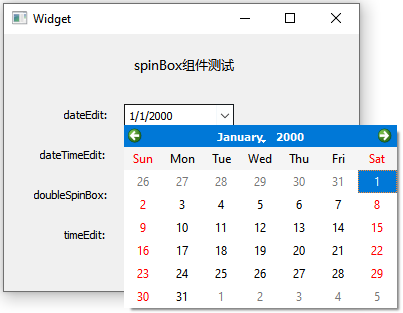 Widget
spinBox组件测试
dateEdit: 1/1/2000
January, 2000
Sun Mon Tue Wed Thu Fri Sat
dateTimeEdit: 26 27 28 29 30 31 1
2 3 4 5 6 7 8
doubleSpinBox: 9 10 11 12 13 14 15
16 17 18 19 20 21 22
timeEdit: 23 24 25 26 27 28 29
30 31 1 2 3 4 5